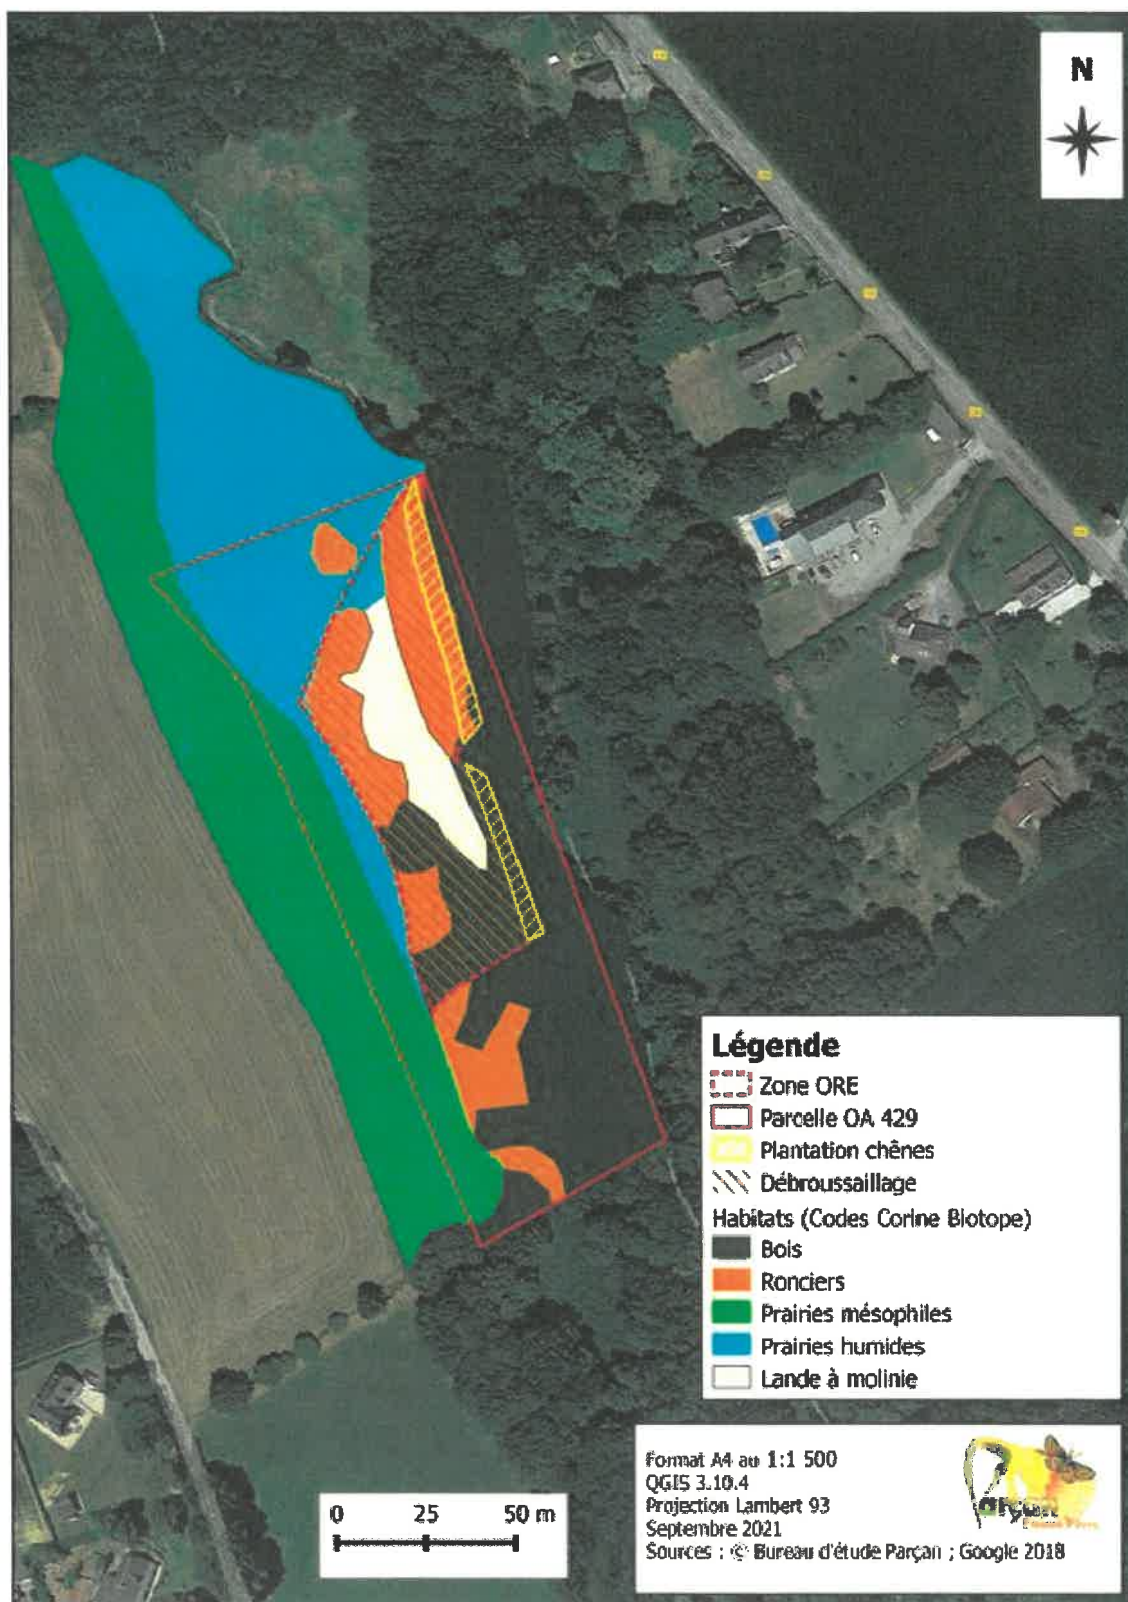 N
Légende
Zone ORE
Parcelle OA 429
Plantation chênes
Débroussaillage
Habitats (Codes Corine Biotope)
Bois
Ronciers
Prairies mésophiles
Prairies humides
Lande à molinie
0 25 50 m
Format A4 au 1:1 500
QGIS 3.10.4
Projection Lambert 93
Septembre 2021
Sources : © Bureau d'étude Parçan ; Google 2018